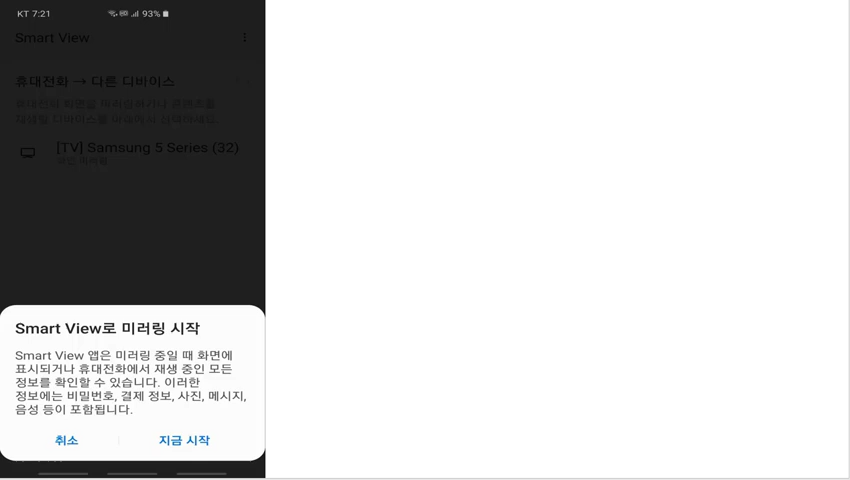 KT 7:21 93%
Smart View
휴대전화 → 다른 디바이스
[TV] Samsung 5 Series (32)
Smart View로 미러링 시작
Smart View 앱은 미러링 중일 때 화면에
표시되거나 휴대전화에서 재생 중인 모든
정보를 확인할 수 있습니다. 이러한
정보에는 비밀번호, 결제 정보, 사진, 메시지,
음성 등이 포함됩니다.
취소 지금 시작